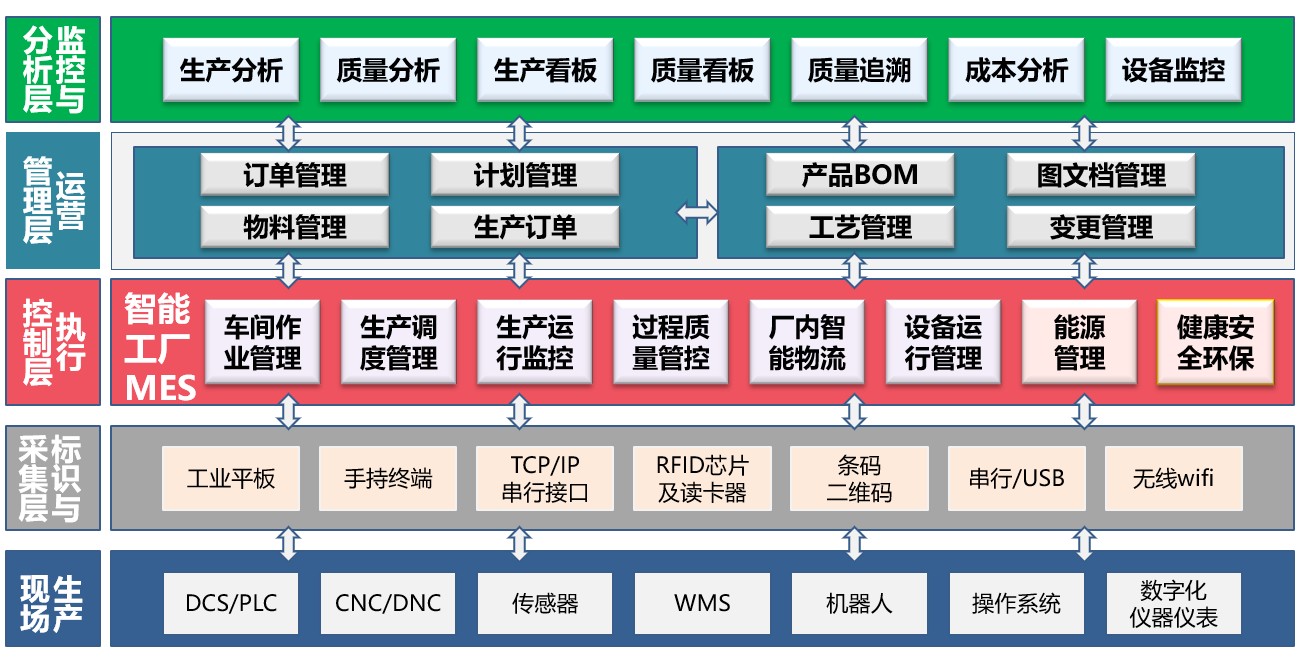 监控与
分析层
生产分析
质量分析
生产看板
质量看板
质量追溯
成本分析
设备监控
运营
管理层
订单管理
计划管理
物料管理
生产订单
产品BOM
图文档管理
工艺管理
变更管理
执行
控制层
智能
工厂
MES
车间作
业管理
生产调
度管理
生产运
行监控
过程质
量管控
厂内智
能物流
设备运
行管理
能源
管理
健康安
全环保
标识与
采集层
工业平板
手持终端
TCP/IP
串行接口
RFID芯片
及读卡器
条码
二维码
串行/USB
无线wifi
生产
现场
DCS/PLC
CNC/DNC
传感器
WMS
机器人
操作系统
数字化
仪器仪表